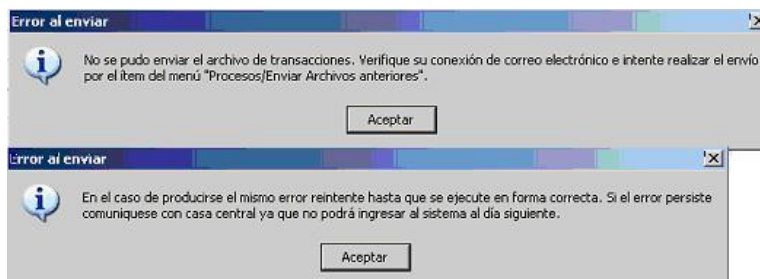 Error al enviar
No se pudo enviar el archivo de transacciones. Verifique su conexión de correo electrónico e intente realizar el envío
por el ítem del menú "Procesos/Enviar Archivos anteriores".
Aceptar
Error al enviar
En el caso de producirse el mismo error reintente hasta que se ejecute en forma correcta. Si el error persiste
comuniquese con casa central ya que no podrá ingresar al sistema al día siguiente.
Aceptar